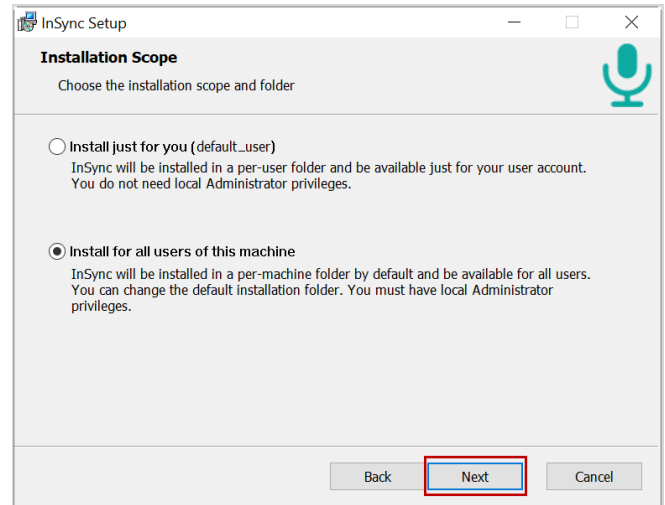 InSync Setup
Installation Scope
Choose the installation scope and folder
Install just for you (default_user)
InSync will be installed in a per-user folder and be available just for your user account.
You do not need local Administrator privileges.
Install for all users of this machine
InSync will be installed in a per-machine folder by default and be available for all users.
You can change the default installation folder. You must have local Administrator
privileges.
Back Next Cancel